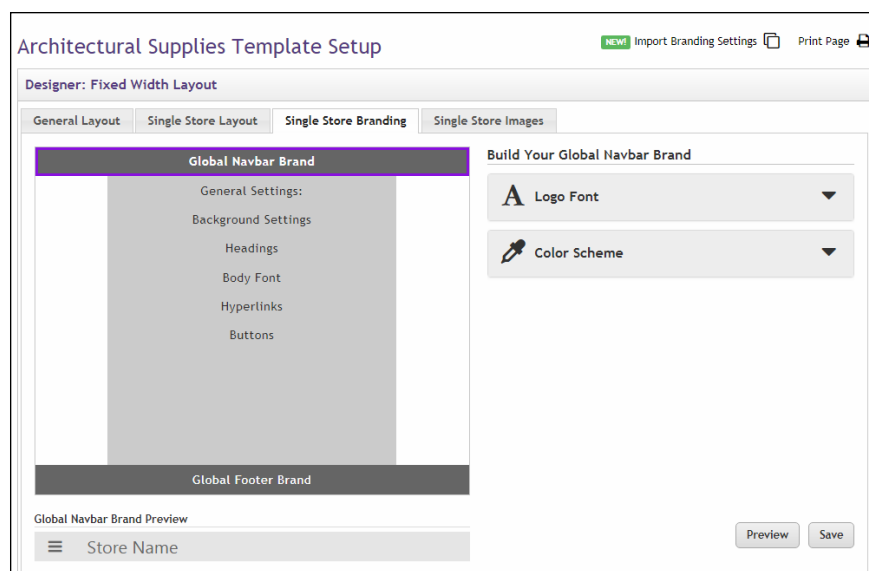 Architectural Supplies Template Setup
NEW! Import Branding Settings Print Page
Designer: Fixed Width Layout
General Layout Single Store Layout Single Store Branding Single Store Images
Global Navbar Brand
General Settings:
Background Settings
Headings
Body Font
Hyperlinks
Buttons
Global Footer Brand
Build Your Global Navbar Brand
A Logo Font
Color Scheme
Global Navbar Brand Preview
Store Name
Preview Save